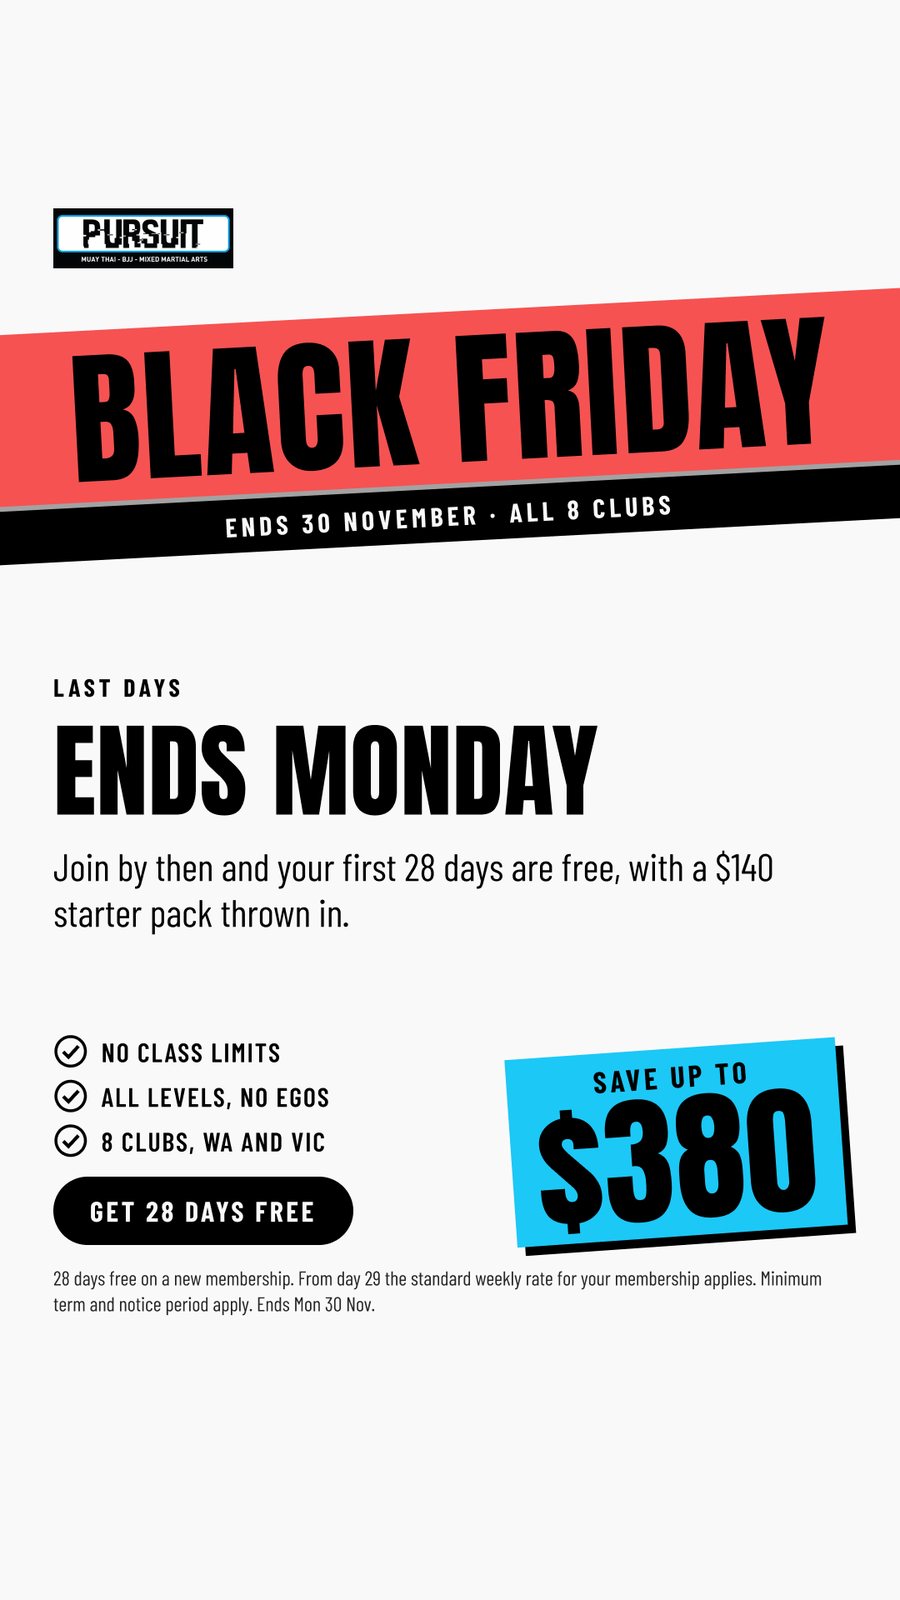 PURSUIT
MUAY THAI - BJJ - MIXED MARTIAL ARTS
BLACK FRIDAY
ENDS 30 NOVEMBER · ALL 8 CLUBS
LAST DAYS
ENDS MONDAY
Join by then and your first 28 days are free, with a $140
starter pack thrown in.
NO CLASS LIMITS
ALL LEVELS, NO EGOS
8 CLUBS, WA AND VIC
GET 28 DAYS FREE
SAVE UP TO
$380
28 days free on a new membership. From day 29 the standard weekly rate for your membership applies. Minimum
term and notice period apply. Ends Mon 30 Nov.